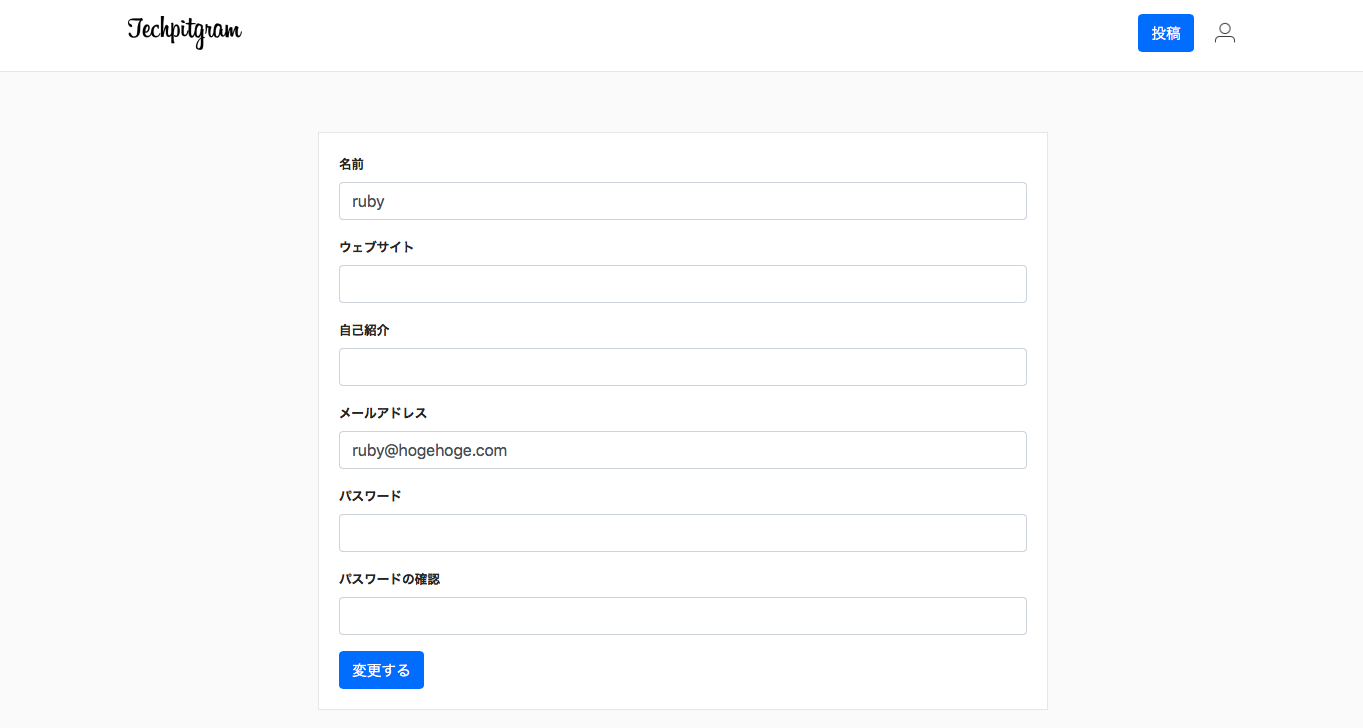 Techpitgram
投稿
名前
ruby
ウェブサイト
自己紹介
メールアドレス
ruby@hogehoge.com
パスワード
パスワードの確認
変更する